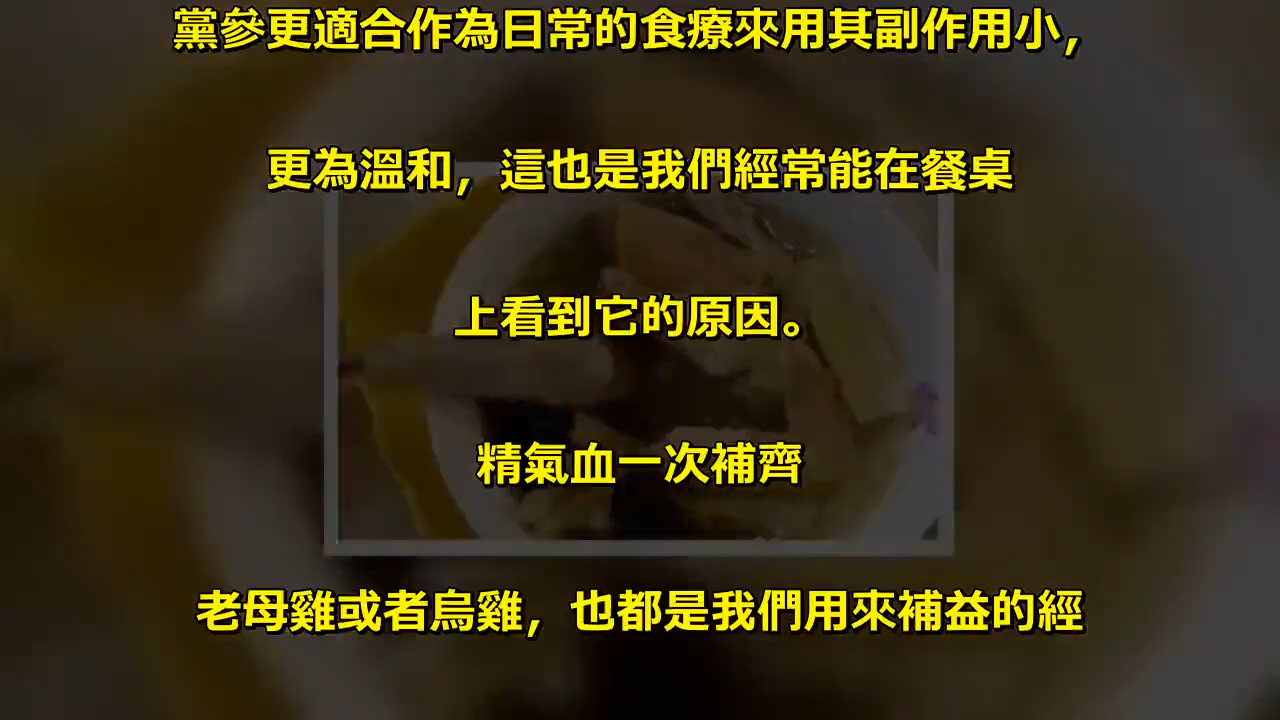 黨參更適合作為日常的食療來用其副作用小，
更為溫和，這也是我們經常能在餐桌
上看到它的原因。
精氣血一次補齊
老母雞或者烏雞，也都是我們用來補益的經